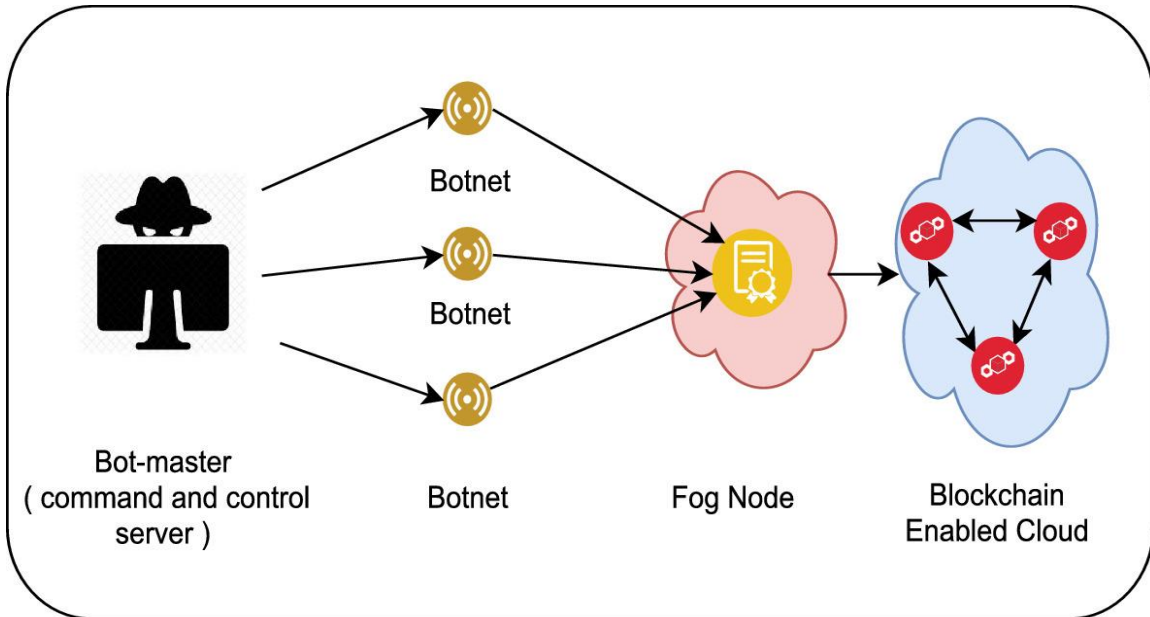 Botnet
Botnet
Bot-master
( command and control
server )
Botnet
Fog Node
Blockchain
Enabled Cloud